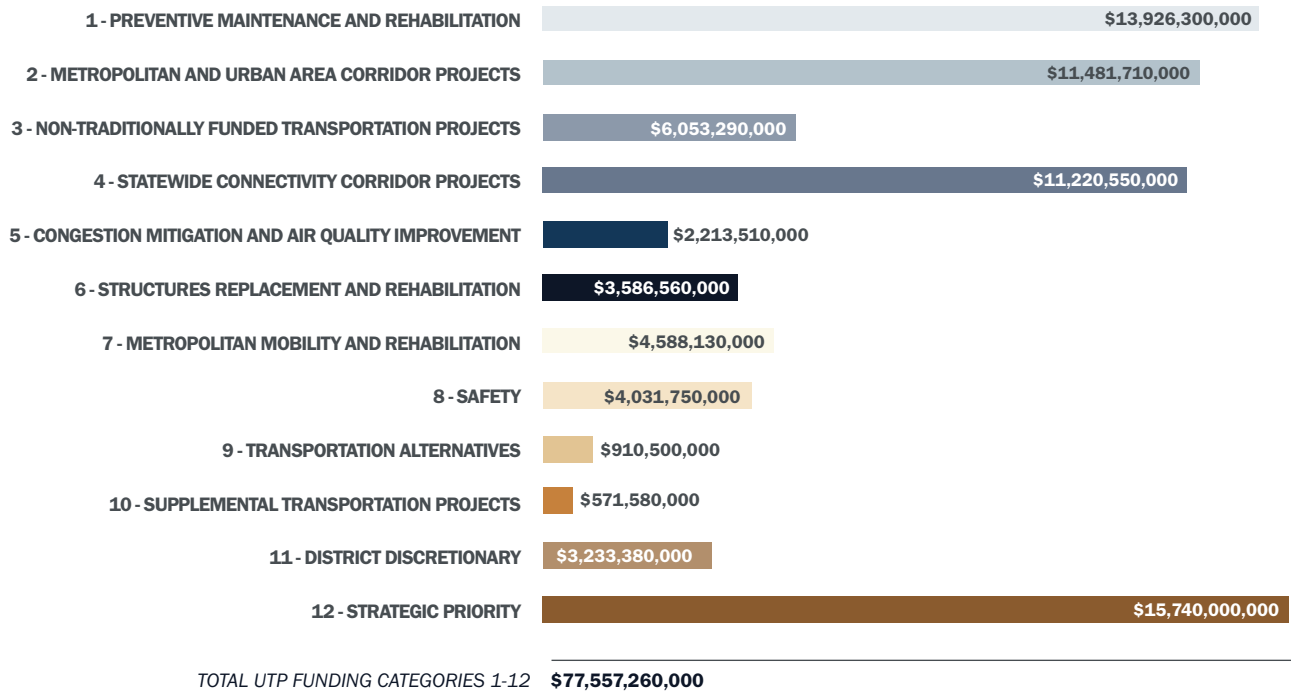 1 - PREVENTIVE MAINTENANCE AND REHABILITATION $13,926,300,000
2 - METROPOLITAN AND URBAN AREA CORRIDOR PROJECTS $11,481,710,000
3 - NON-TRADITIONALLY FUNDED TRANSPORTATION PROJECTS $6,053,290,000
4 - STATEWIDE CONNECTIVITY CORRIDOR PROJECTS $11,220,550,000
5 - CONGESTION MITIGATION AND AIR QUALITY IMPROVEMENT $2,213,510,000
6 - STRUCTURES REPLACEMENT AND REHABILITATION $3,586,560,000
7 - METROPOLITAN MOBILITY AND REHABILITATION $4,588,130,000
8 - SAFETY $4,031,750,000
9 - TRANSPORTATION ALTERNATIVES $910,500,000
10 - SUPPLEMENTAL TRANSPORTATION PROJECTS $571,580,000
11 - DISTRICT DISCRETIONARY $3,233,380,000
12 - STRATEGIC PRIORITY $15,740,000,000
TOTAL UTP FUNDING CATEGORIES 1-12 $77,557,260,000